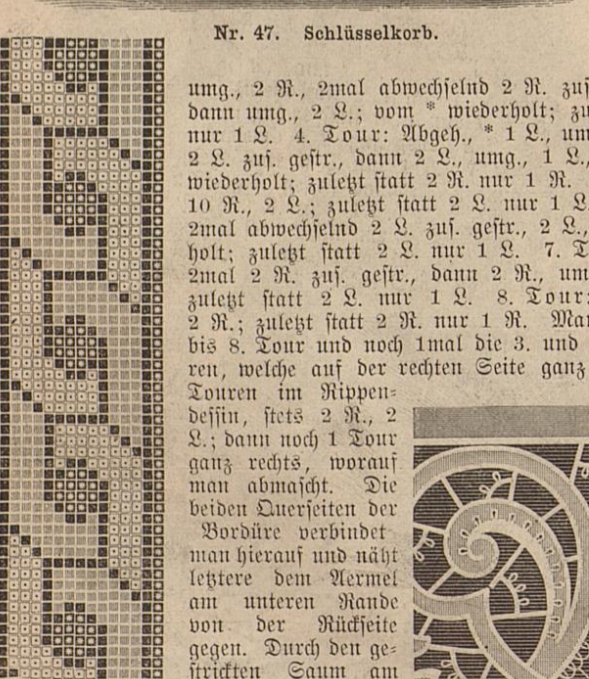 Nr. 47. Schlüsselkorb.
umg., 2 R., 2mal abwechſelnd 2 R. zuſ
dann umg., 2 L.; vom * wiederholt; zu
nur 1 L. 4. Tour: Abgeh., * 1 L., um
2 L. zuſ. geſtr., dann 2 L., umg., 1 L.,
wiederholt; zuletzt ſtatt 2 R. nur 1 R.
10 R., 2 L.; zuletzt ſtatt 2 L. nur 1 L
2mal abwechſelnd 2 L. zuſ. geſtr., 2 L.,
holt; zuletzt ſtatt 2 L. nur 1 L. 7. T
2mal 2 R. zuſ. geſtr., dann 2 R., um
zuletzt ſtatt 2 L. nur 1 L. 8. Tour:
2 R.; zuletzt ſtatt 2 R. nur 1 R. Man
bis 8. Tour und noch 1mal die 3. und
ren, welche auf der rechten Seite ganz
Touren im Rippen⸗
deſſin, ſtets 2 R., 2
L.; dann noch 1 Tour
ganz rechts, worauf
man abmaſcht. Die
beiden Querſeiten der
Bordüre verbindet
man hierauf und näht
letztere dem Aermel
am unteren Rande
von der Rückſeite
gegen. Durch den ge⸗
ſtrickten Saum am